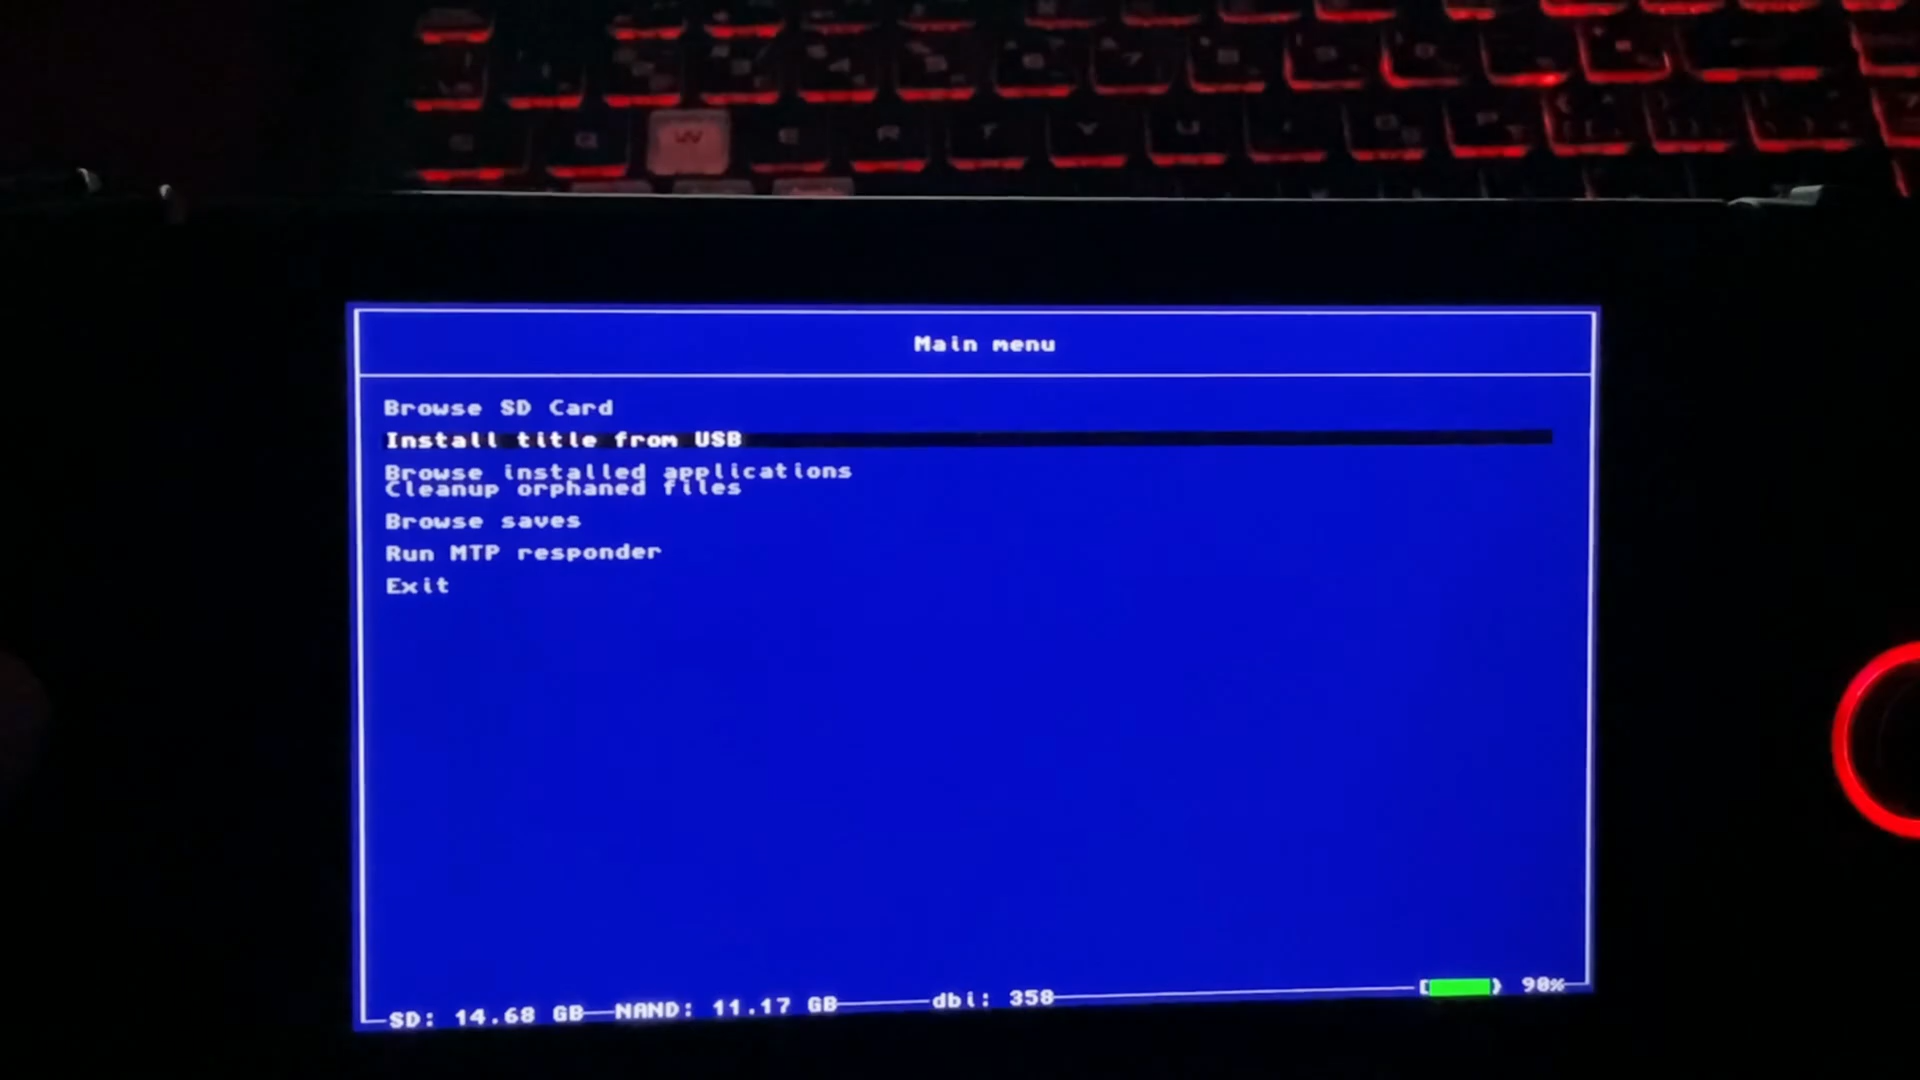 W E R T Y U
Main menu
Browse SD Card
Install title from USB
Browse installed applications
Cleanup orphaned files
Browse saves
Run MTP responder
Exit
SD: 14.68 GB NAND: 11.17 GB dbi: 358 90%